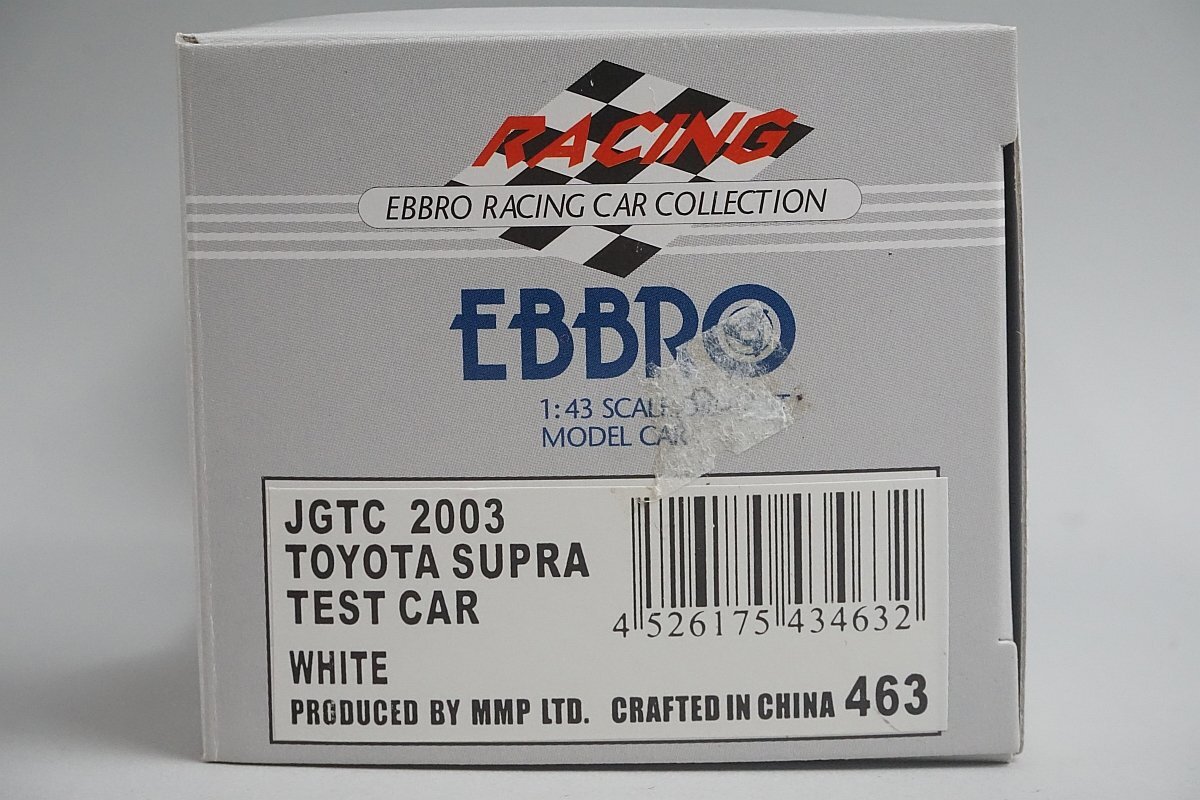 RACING
EBBRO RACING CAR COLLECTION
EBBRO
1:43 SCALE
MODEL CAR
JGTC 2003
TOYOTA SUPRA
TEST CAR
WHITE
4 526175 434632
PRODUCED BY MMP LTD. CRAFTED IN CHINA 463